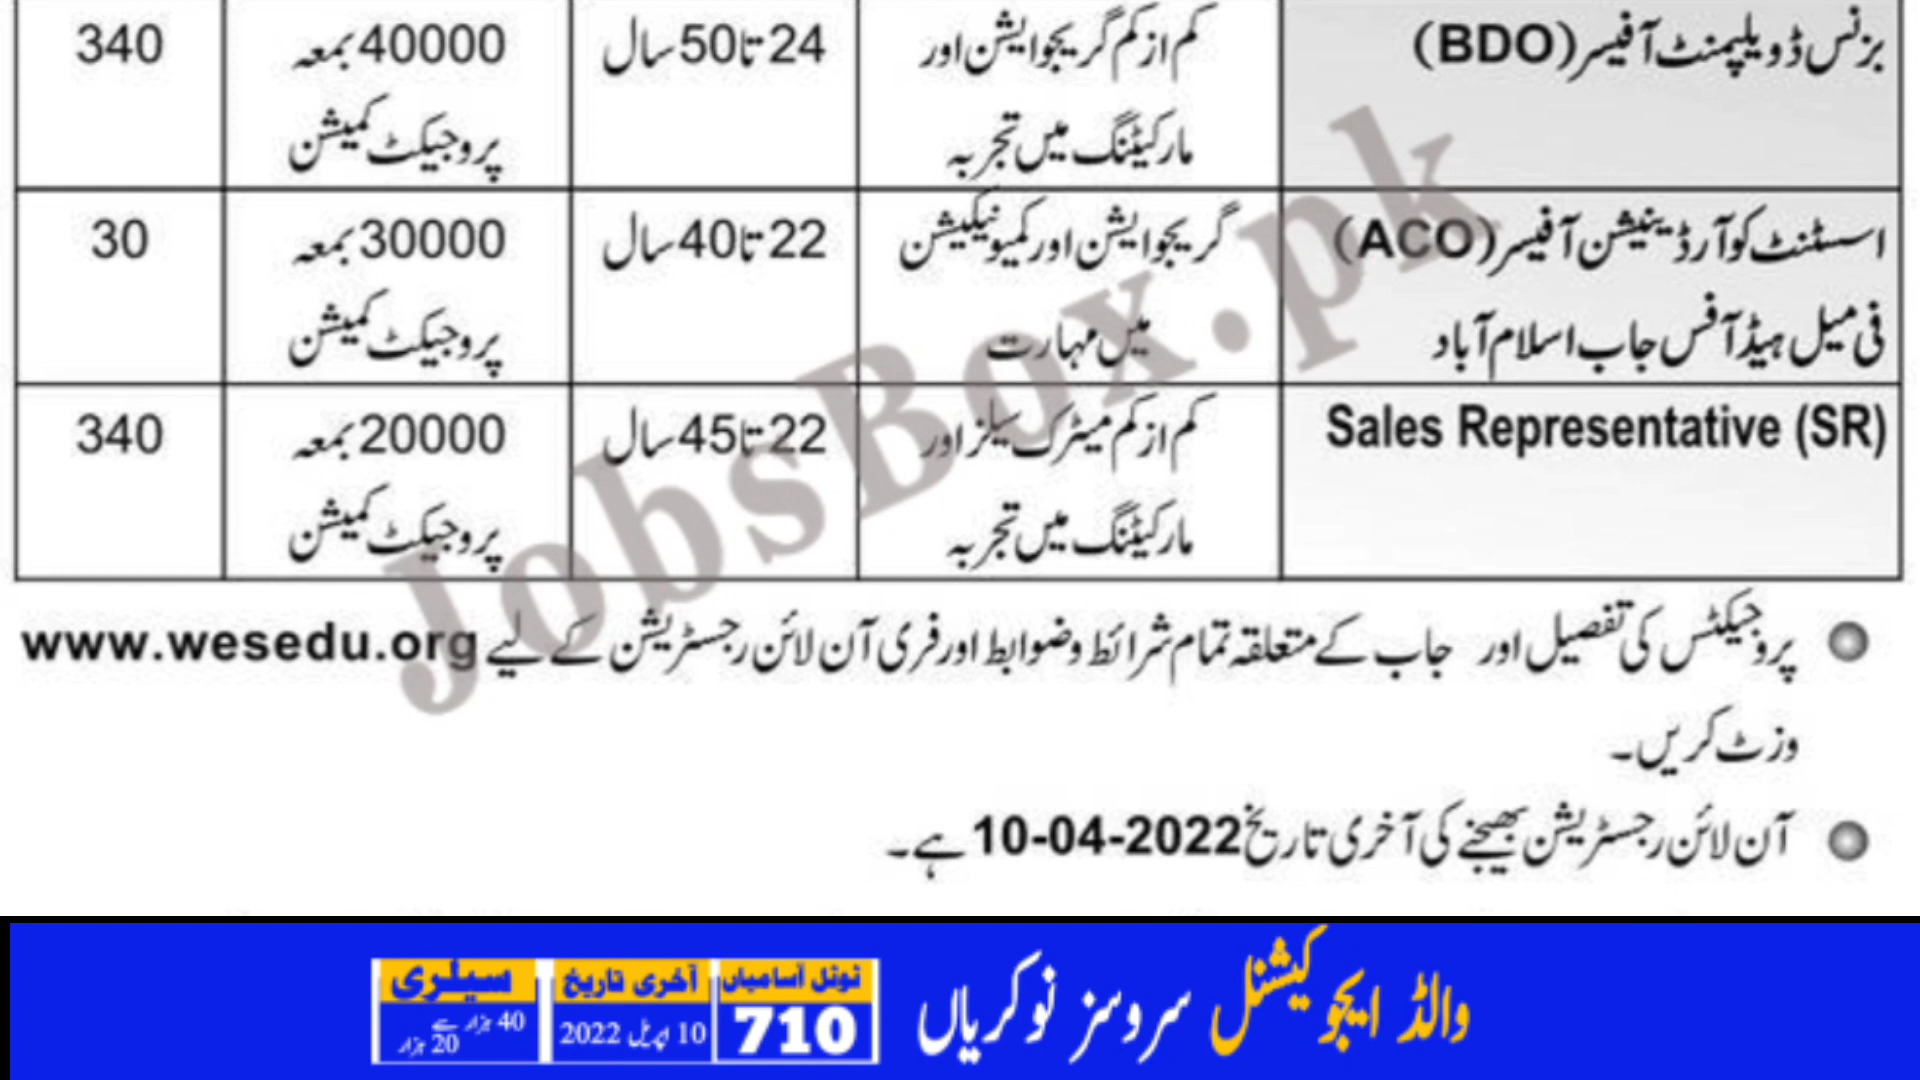 بزنس ڈویلپمنٹ آفیسر (BDO)
کم از کم گریجوایشن اور
مارکیٹنگ میں تجربہ
24 تا 50 سال
40000 بمعہ
پروجیکٹ کمیشن
340
اسسٹنٹ کوآرڈینیشن آفیسر (ACO)
فی میل ہیڈ آفس جاب اسلام آباد
گریجوایشن اور کمیونیکیشن
میں مہارت
22 تا 40 سال
30000 بمعہ
پروجیکٹ کمیشن
30
Sales Representative (SR)
کم از کم میٹرک سیلز اور
مارکیٹنگ میں تجربہ
22 تا 45 سال
20000 بمعہ
پروجیکٹ کمیشن
340
JobsBox.pk
پروجیکٹس کی تفصیل اور جاب کے متعلقہ تمام شرائط و ضوابط اور فری آن لائن رجسٹریشن کے لیے www.wesedu.org
وزٹ کریں۔
آن لائن رجسٹریشن بھیجنے کی آخری تاریخ 10-04-2022 ہے۔
والڈ ایجوکیشنل سروسز نوکریاں
ٹوٹل آسامیاں
710
آخری تاریخ
10 اپریل 2022
سیلری
40 ہزار سے
20 ہزار